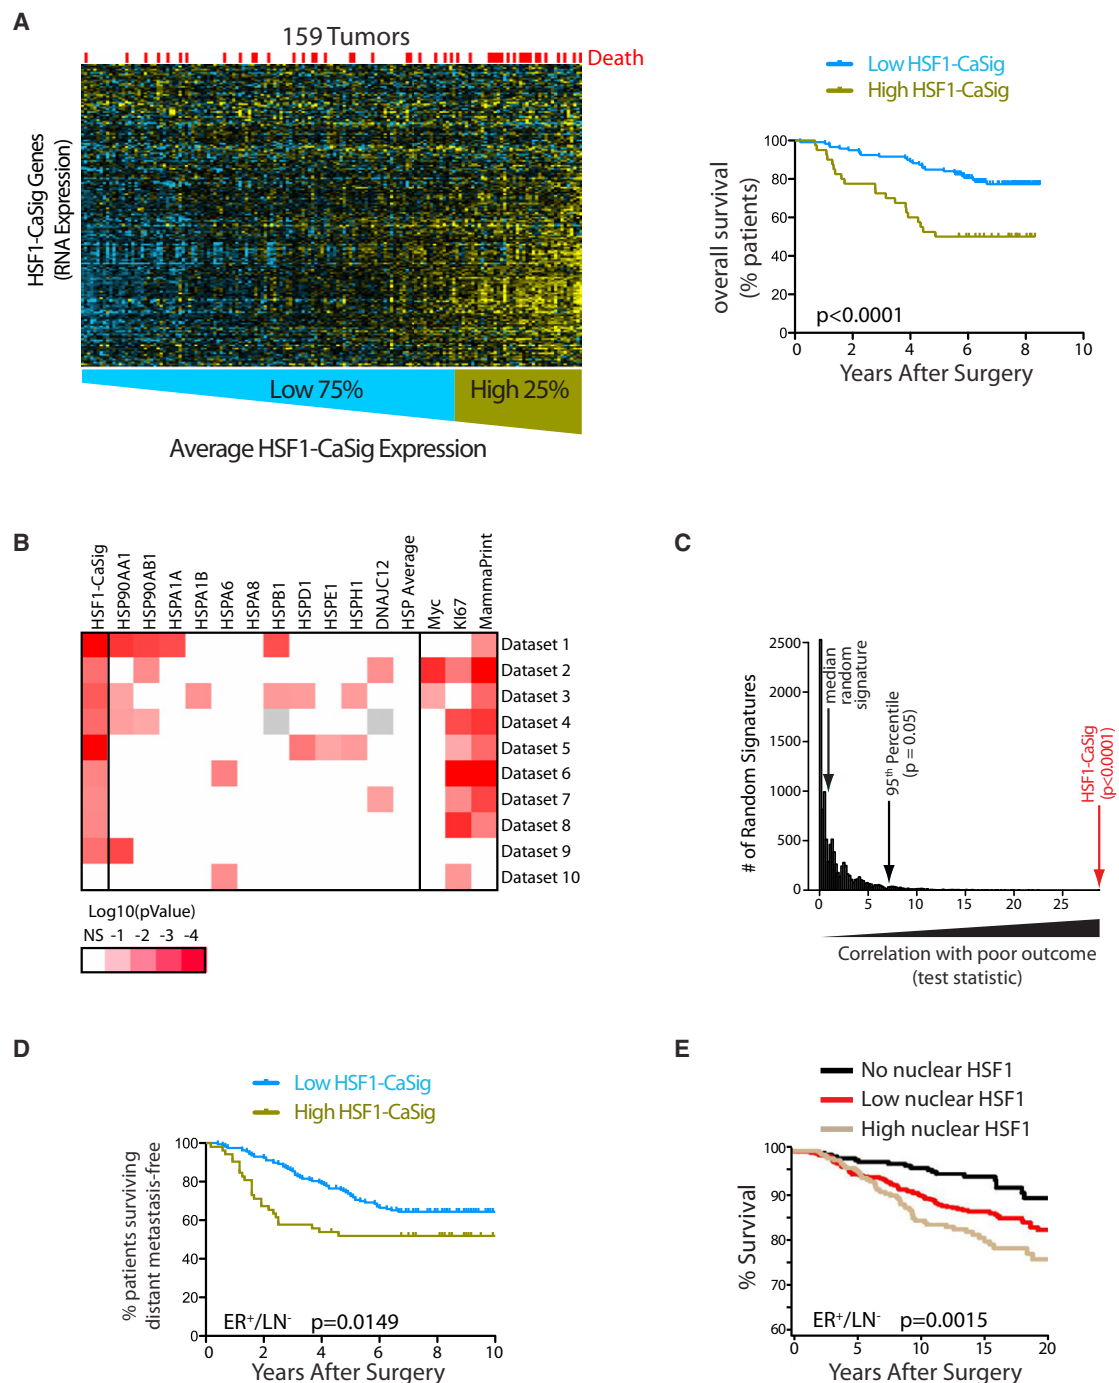 A
159 Tumors
Death
HSF1-CaSig Genes
(RNA Expression)
Low 75%
High 25%
Average HSF1-CaSig Expression
Low HSF1-CaSig
High HSF1-CaSig
overall survival
(% patients)
100
80
60
40
20
0
p<0.0001
0 2 4 6 8 10
Years After Surgery
B
HSF1-CaSig
HSP90AA1
HSP90AB1
HSPA1A
HSPA1B
HSPA6
HSPA8
HSPB1
HSPD1
HSPE1
HSPH1
DNAJC12
HSP Average
Myc
KI67
MammaPrint
Dataset 1
Dataset 2
Dataset 3
Dataset 4
Dataset 5
Dataset 6
Dataset 7
Dataset 8
Dataset 9
Dataset 10
Log10(pValue)
NS -1 -2 -3 -4
C
# of Random Signatures
2500
2000
1500
1000
500
0
median
random
signature
95th Percentile
(p = 0.05)
HSF1-CaSig
(p<0.0001)
0 5 10 15 20 25
Correlation with poor outcome
(test statistic)
D
Low HSF1-CaSig
High HSF1-CaSig
% patients surviving
distant metastasis-free
100
80
60
40
20
0
ER+/LN- p=0.0149
0 2 4 6 8 10
Years After Surgery
E
No nuclear HSF1
Low nuclear HSF1
High nuclear HSF1
% Survival
100
90
80
70
60
ER+/LN- p=0.0015
0 5 10 15 20
Years After Surgery